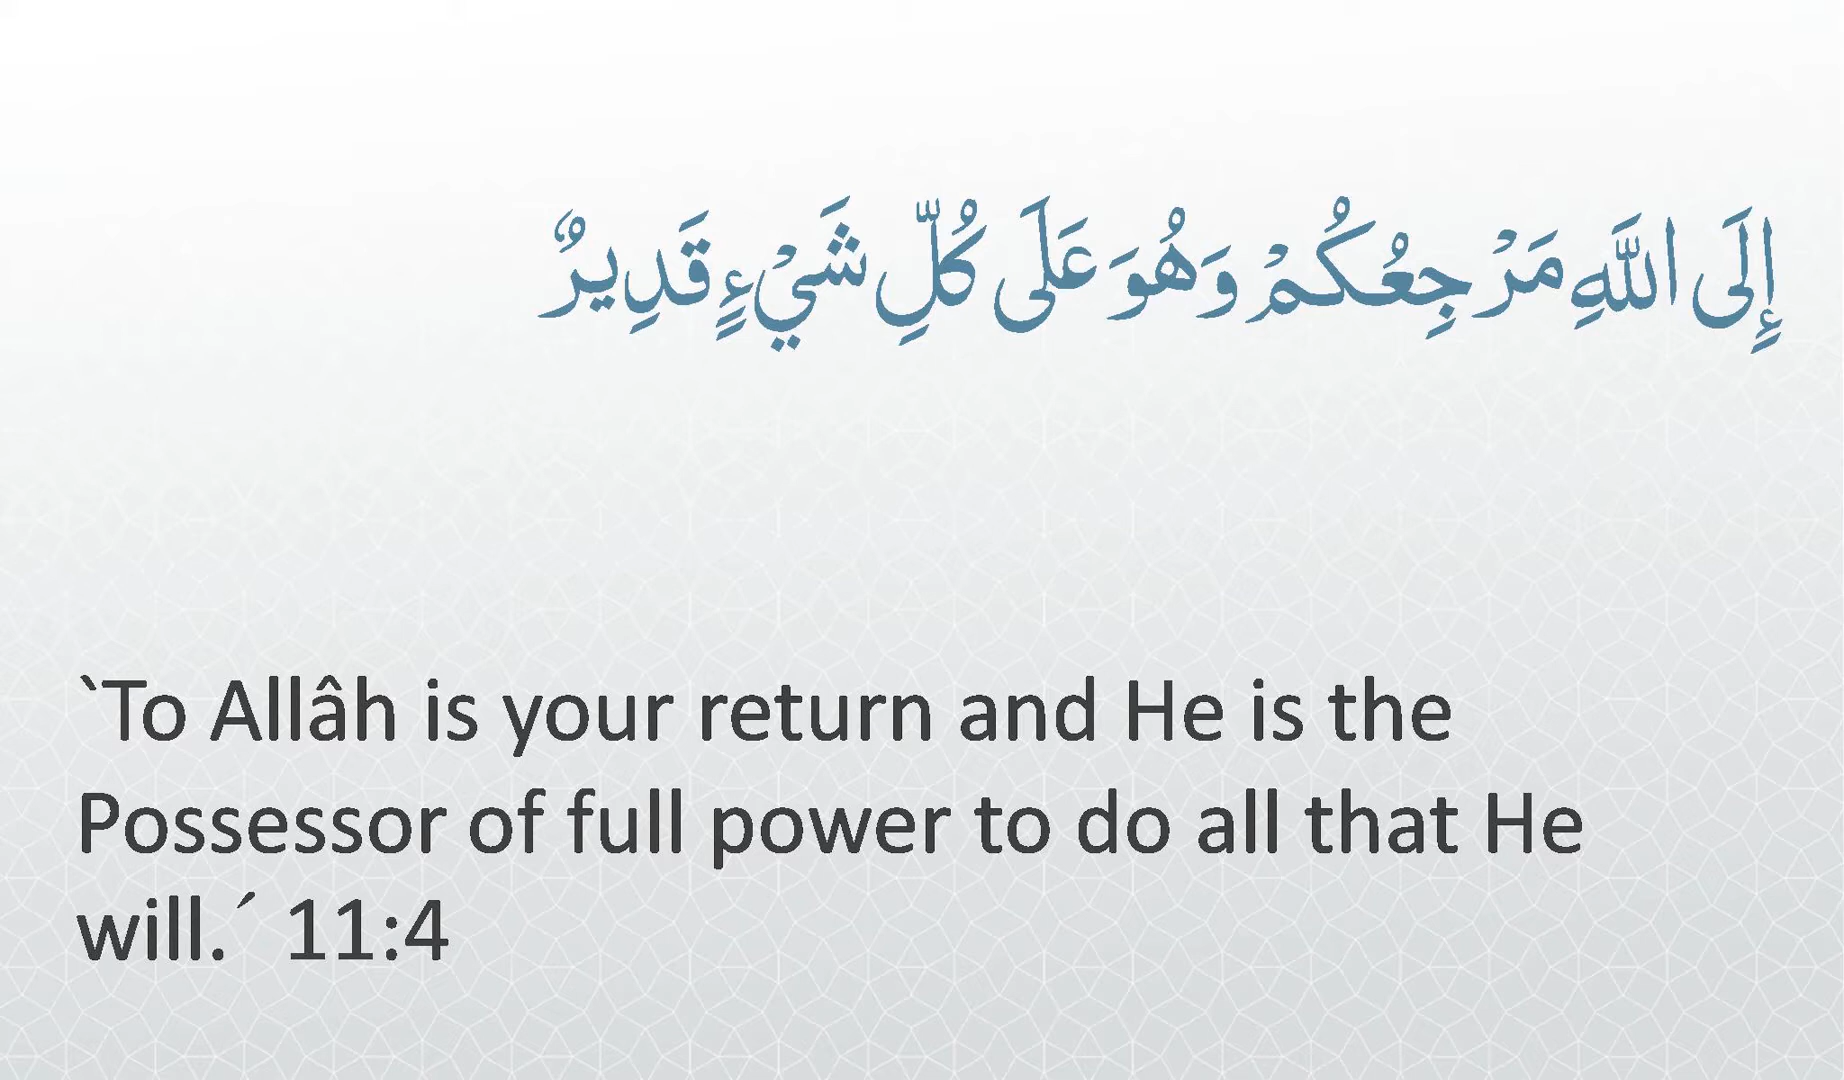 إِلَى اللَّهِ مَرْجِعُكُمْ وَهُوَ عَلَى كُلِّ شَيْءٍ قَدِيرٌ
`To Allâh is your return and He is the
Possessor of full power to do all that He
will.´ 11:4